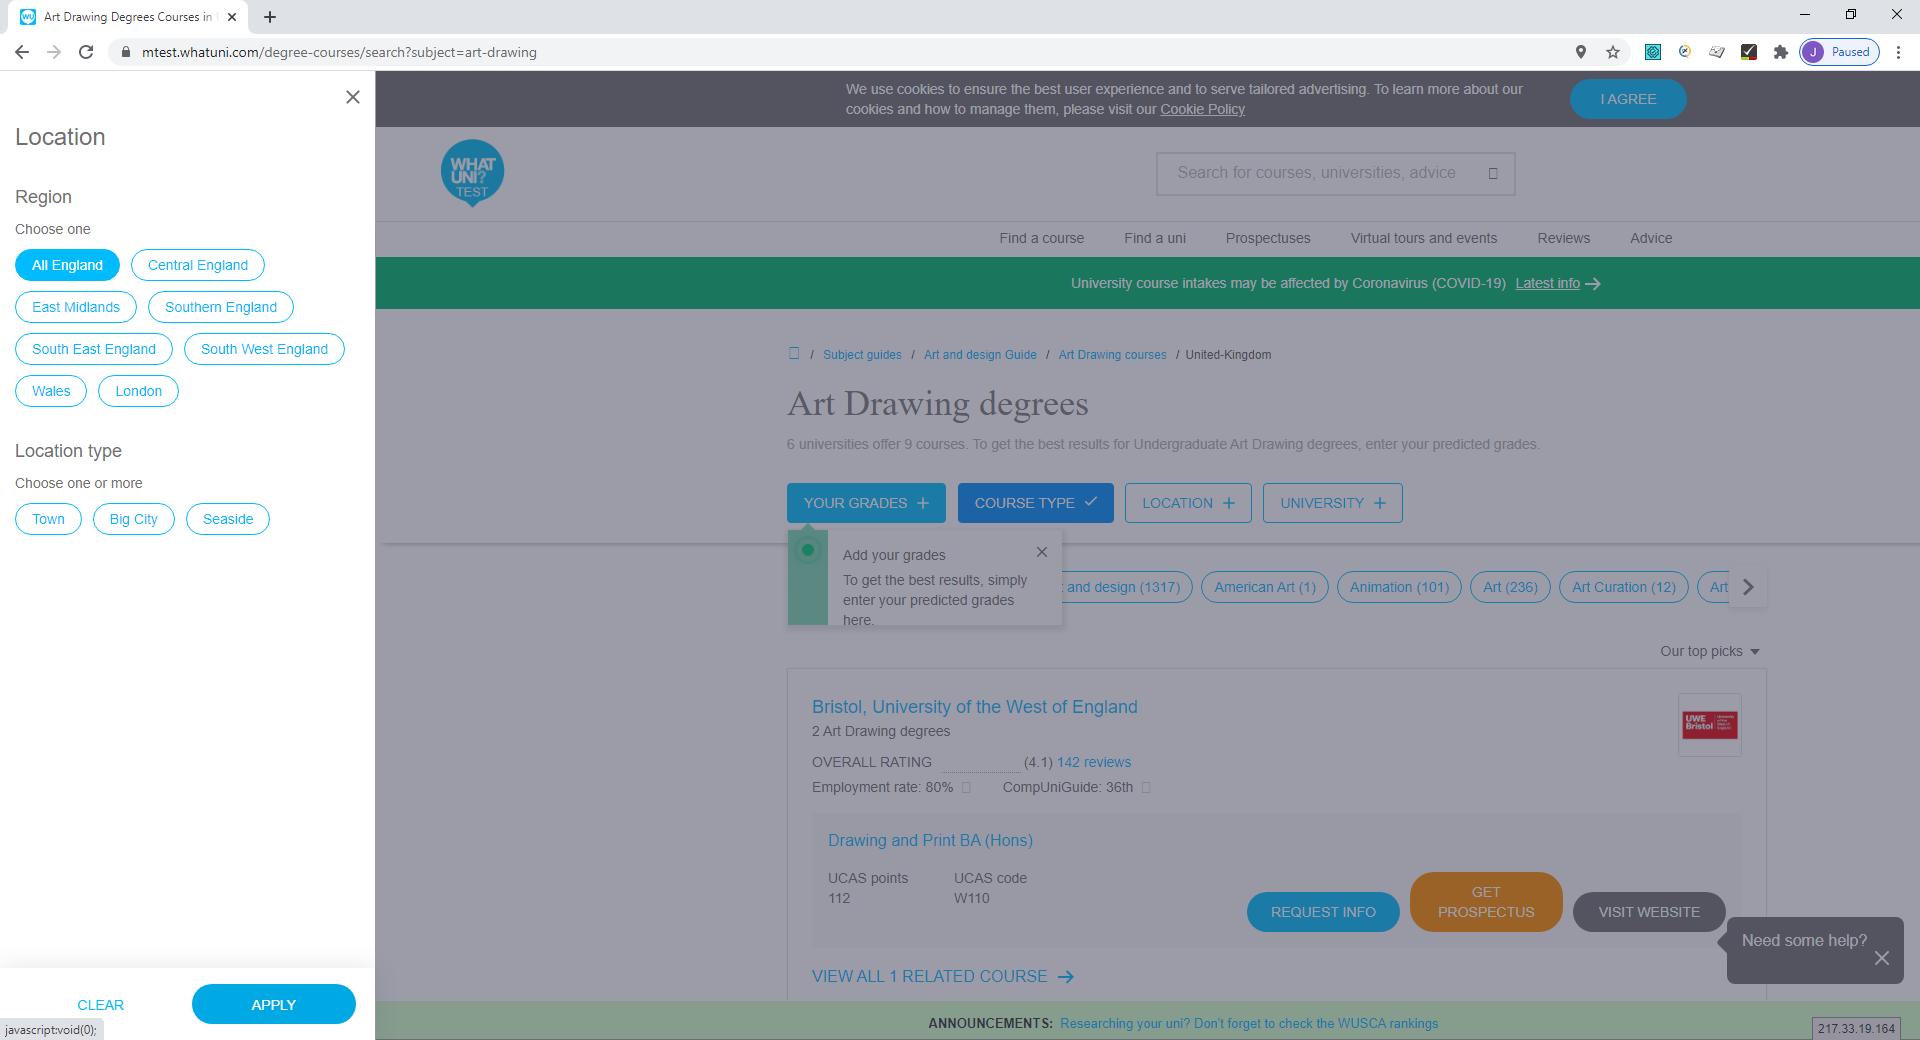 Art Drawing Degrees Courses in
mtest.whatuni.com/degree-courses/search?subject=art-drawing
J Paused
Location
Region
Choose one
All England
Central England
East Midlands
Southern England
South East England
South West England
Wales
London
Location type
Choose one or more
Town
Big City
Seaside
CLEAR
APPLY
javascript:void(0);
We use cookies to ensure the best user experience and to serve tailored advertising. To learn more about our
cookies and how to manage them, please visit our Cookie Policy
I AGREE
WHAT
UNI?
TEST
Search for courses, universities, advice
Find a course
Find a uni
Prospectuses
Virtual tours and events
Reviews
Advice
University course intakes may be affected by Coronavirus (COVID-19) Latest info
/ Subject guides / Art and design Guide / Art Drawing courses / United-Kingdom
Art Drawing degrees
6 universities offer 9 courses. To get the best results for Undergraduate Art Drawing degrees, enter your predicted grades.
YOUR GRADES
COURSE TYPE
LOCATION
UNIVERSITY
Add your grades
To get the best results, simply
enter your predicted grades
here.
and design (1317)
American Art (1)
Animation (101)
Art (236)
Art Curation (12)
Art
Our top picks
Bristol, University of the West of England
2 Art Drawing degrees
OVERALL RATING (4.1) 142 reviews
Employment rate: 80% CompUniGuide: 36th
UWE
Bristol
Drawing and Print BA (Hons)
UCAS points
112
UCAS code
W110
REQUEST INFO
GET
PROSPECTUS
VISIT WEBSITE
Need some help?
VIEW ALL 1 RELATED COURSE
ANNOUNCEMENTS: Researching your uni? Don't forget to check the WUSCA rankings
217.33.19.164